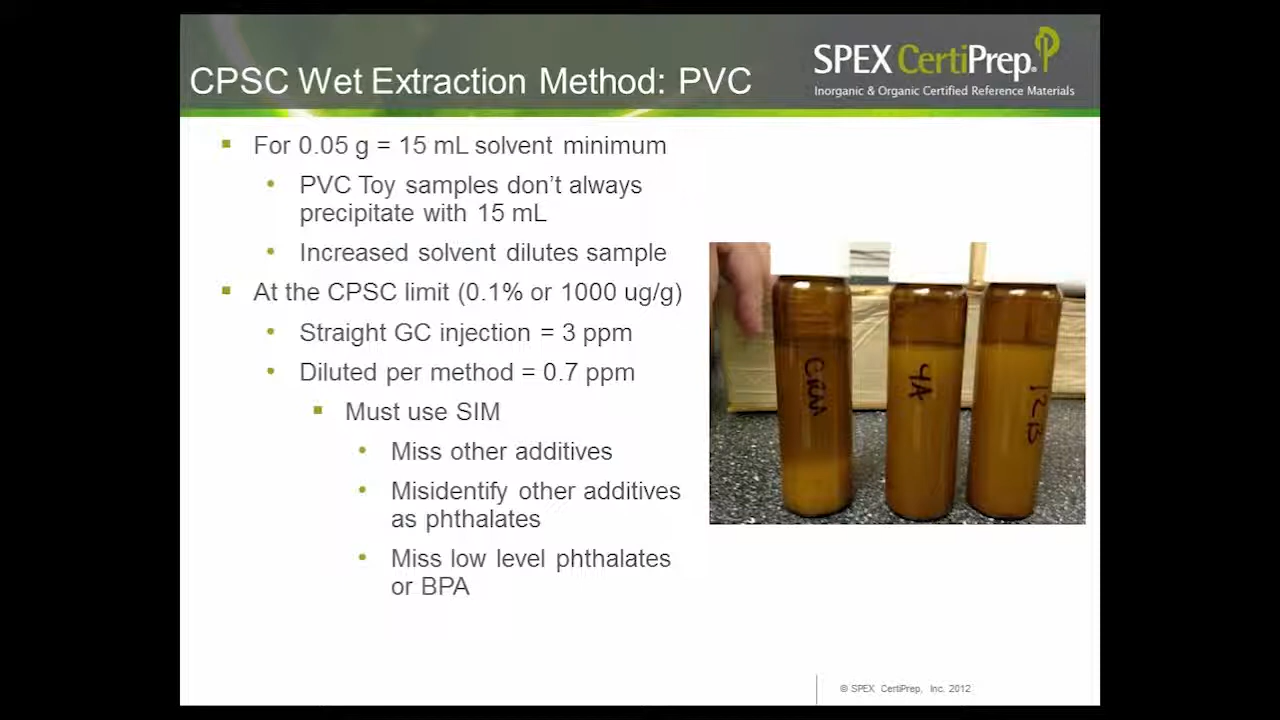 CPSC Wet Extraction Method: PVC
SPEX CertiPrep.
Inorganic & Organic Certified Reference Materials
For 0.05 g = 15 mL solvent minimum
PVC Toy samples don't always
precipitate with 15 mL
Increased solvent dilutes sample
At the CPSC limit (0.1% or 1000 ug/g)
Straight GC injection = 3 ppm
Diluted per method = 0.7 ppm
Must use SIM
Miss other additives
Misidentify other additives
as phthalates
Miss low level phthalates
or BPA
CRM
4A
12B
© SPEX CertiPrep, Inc. 2012